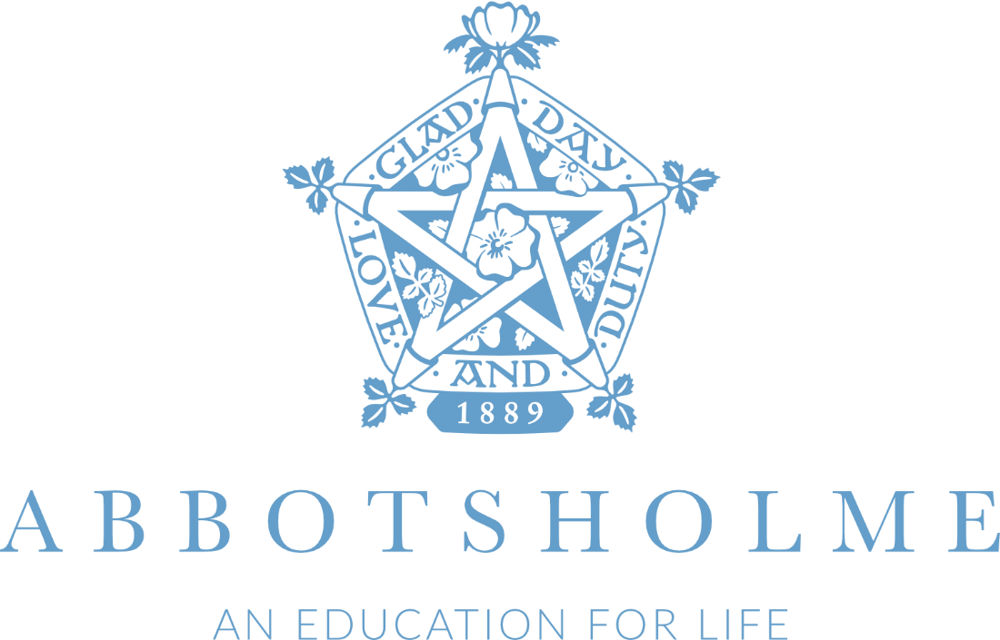 GLAD
DAY
LOVE
AND
DUTY
1889
ABBOTSHOLME
AN EDUCATION FOR LIFE